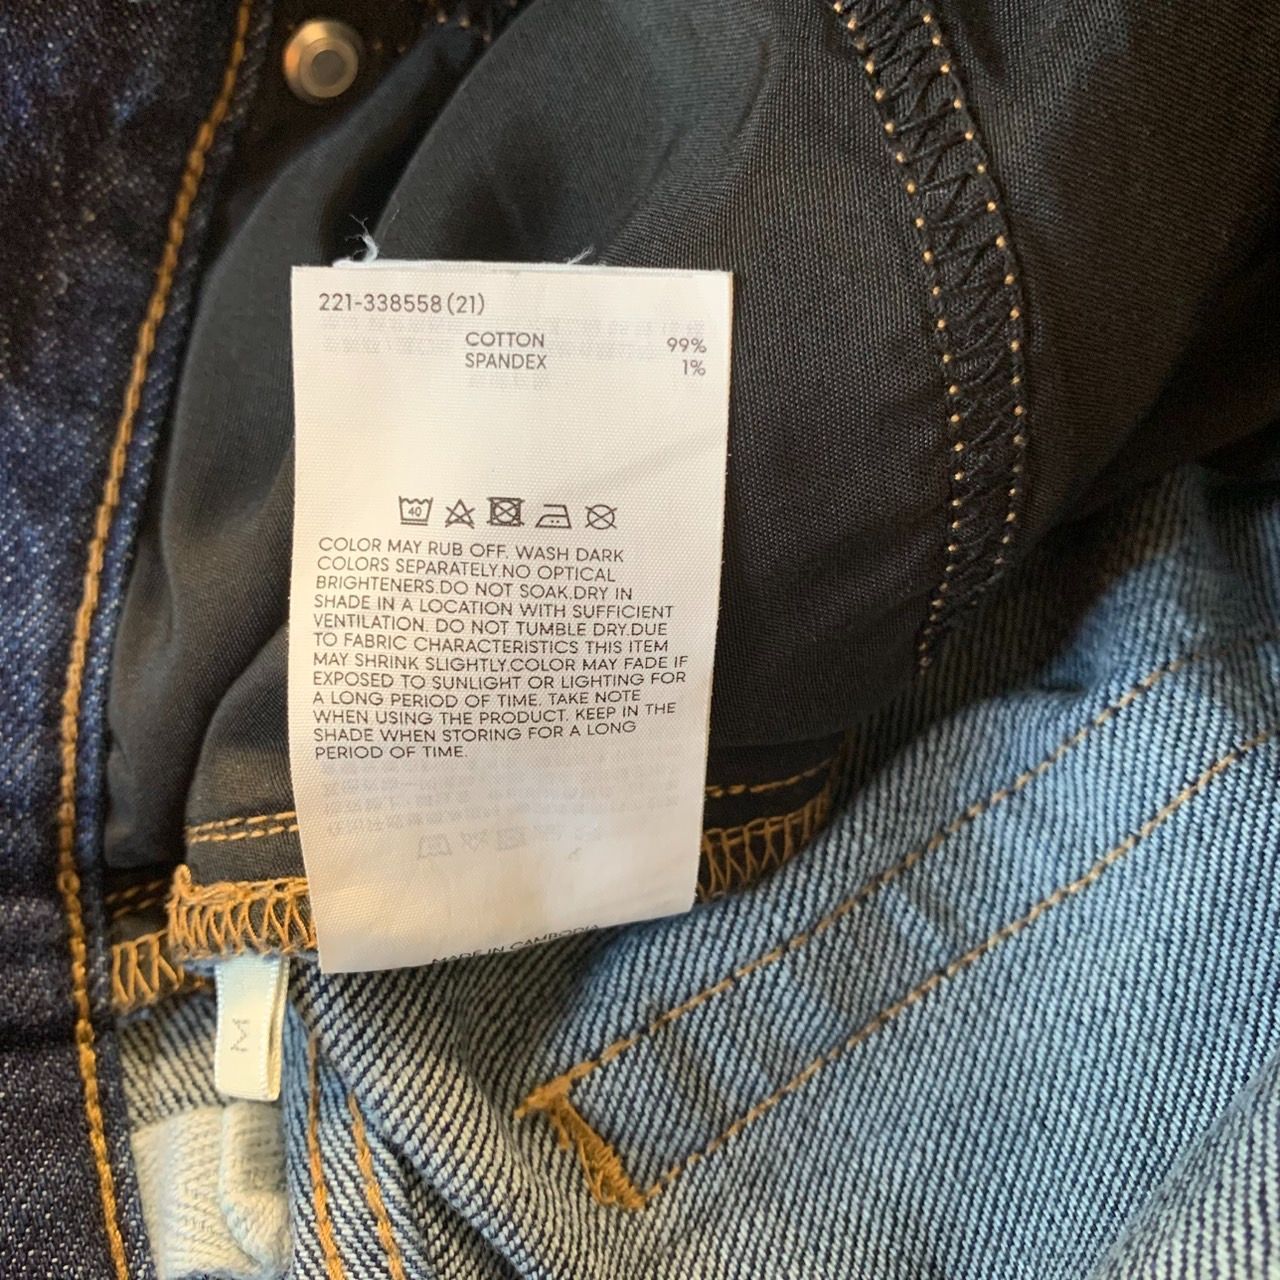 221-338558(21)
COTTON 99%
SPANDEX 1%
40
COLOR MAY RUB OFF. WASH DARK
COLORS SEPARATELY.NO OPTICAL
BRIGHTENERS.DO NOT SOAK.DRY IN
SHADE IN A LOCATION WITH SUFFICIENT
VENTILATION. DO NOT TUMBLE DRY.DUE
TO FABRIC CHARACTERISTICS THIS ITEM
MAY SHRINK SLIGHTLY.COLOR MAY FADE IF
EXPOSED TO SUNLIGHT OR LIGHTING FOR
A LONG PERIOD OF TIME. TAKE NOTE
WHEN USING THE PRODUCT. KEEP IN THE
SHADE WHEN STORING FOR A LONG
PERIOD OF TIME.
MADE IN CAMBODIA
M